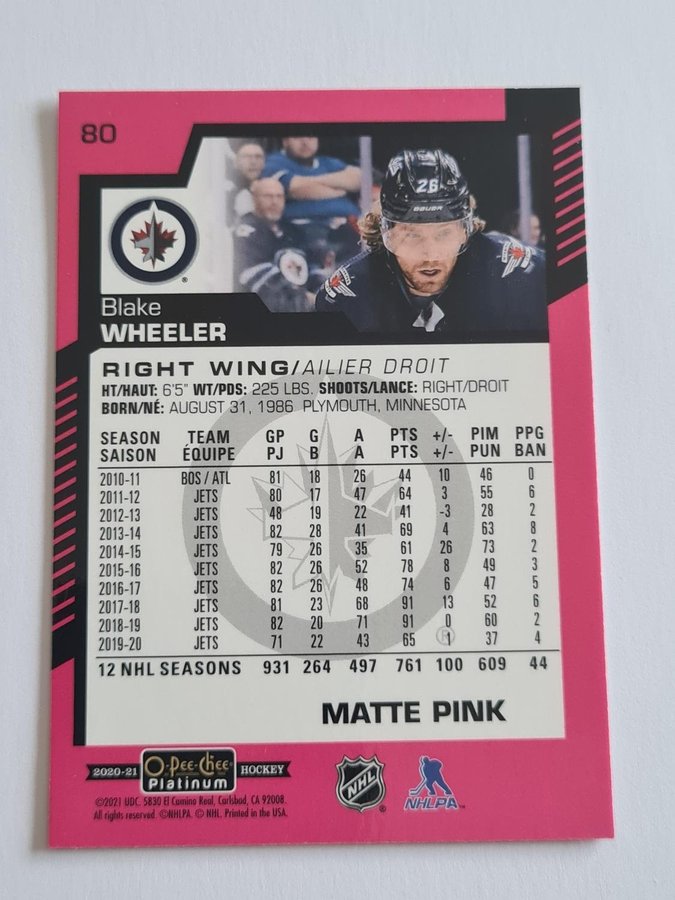 80
26
BAUER
®
Blake
WHEELER
RIGHT WING/AILIER DROIT
HT/HAUT: 6'5" WT/PDS: 225 LBS. SHOOTS/LANCE: RIGHT/DROIT
BORN/NÉ: AUGUST 31, 1986 PLYMOUTH, MINNESOTA
SEASON TEAM GP G A PTS +/- PIM PPG
SAISON ÉQUIPE PJ B A PTS +/- PUN BAN
2010-11 BOS / ATL 81 18 26 44 10 46 0
2011-12 JETS 80 17 47 64 3 55 6
2012-13 JETS 48 19 22 41 -3 28 2
2013-14 JETS 82 28 41 69 4 63 8
2014-15 JETS 79 26 35 61 26 73 2
2015-16 JETS 82 26 52 78 8 49 3
2016-17 JETS 82 26 48 74 6 47 5
2017-18 JETS 81 23 68 91 13 52 6
2018-19 JETS 82 20 71 91 0 60 2
2019-20 JETS 71 22 43 65 1 37 4
®
12 NHL SEASONS 931 264 497 761 100 609 44
MATTE PINK
2020-21 O-Pee-Chee Platinum HOCKEY
NHL
NHLPA
©2021 UDC. 5830 El Camino Real, Carlsbad, CA 92008.
All rights reserved. ©NHLPA. © NHL. Printed in the USA.